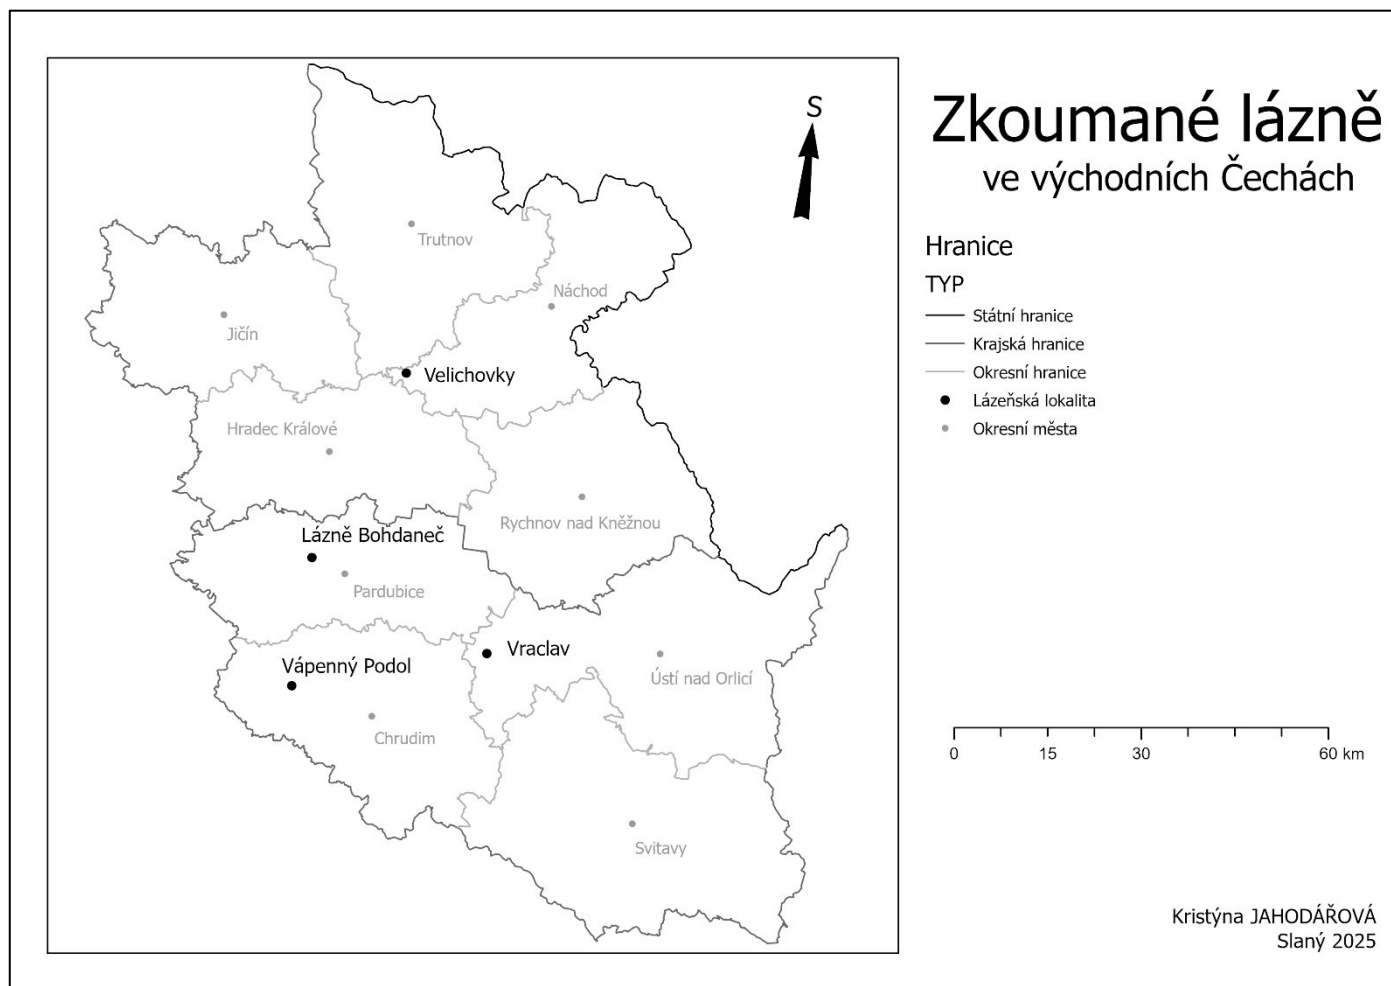 Zkoumané lázně
ve východních Čechách
S
Trutnov
Náchod
Jičín
Velichovky
Hradec Králové
Rychnov nad Kněžnou
Lázně Bohdaneč
Pardubice
Vraclav
Vápenný Podol
Ústí nad Orlicí
Chrudim
Svitavy
Hranice
TYP
Státní hranice
Krajská hranice
Okresní hranice
Lázeňská lokalita
Okresní města
0 15 30 60 km
Kristýna JAHODÁŘOVÁ
Slaný 2025